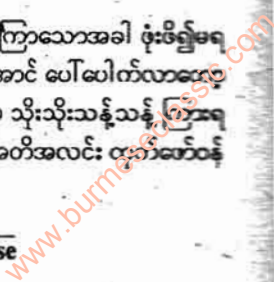 ကြာသောအခါ ဖုံးဖိ၍မရ
အောင် ပေါ်ပေါက်လာတော့
သိုးသိုးသန့်သန့် ကြားရ
အတိအလင်း ထုတ်ဖော်ဝန်
se
www.burmeseclassic.com